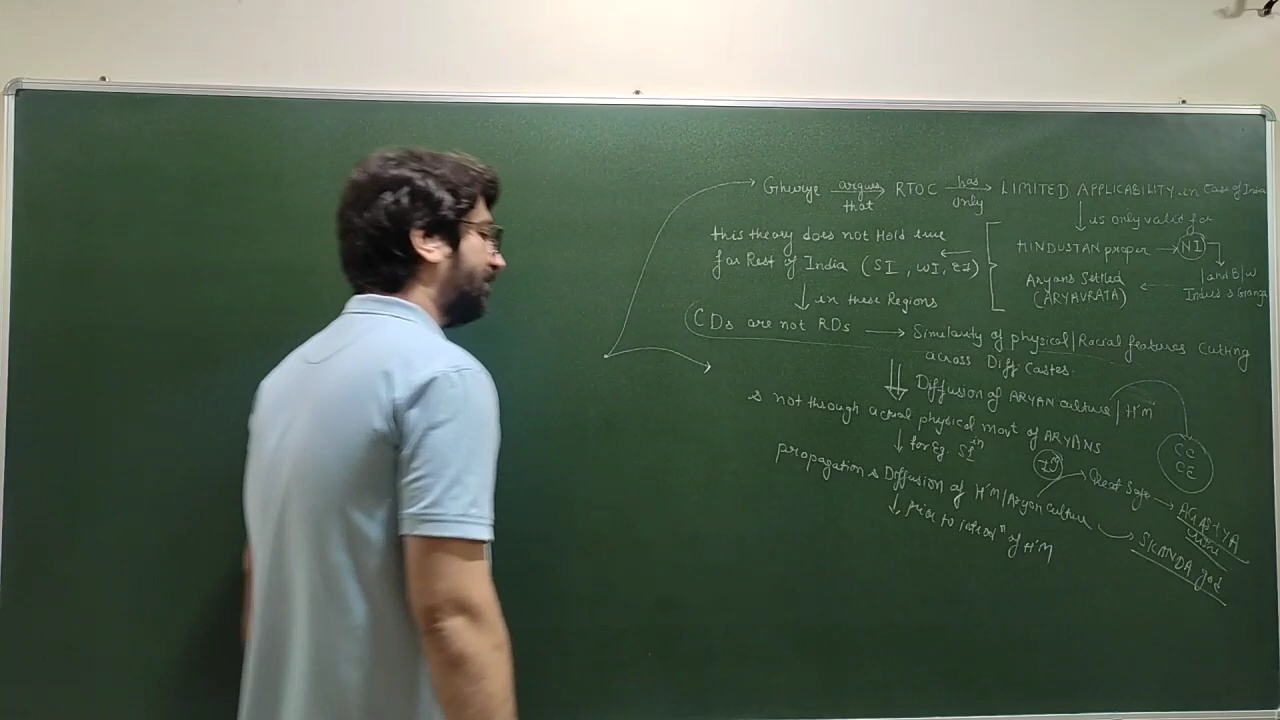 Ghurye argues that → RTOC has only → LIMITED APPLICABILITY in Case of India
↓ is only valid for
HINDUSTAN proper → NI
land B/w Indus & Ganga
Aryans Settled
(ARYAVRATA)
this theory does not Hold true
for Rest of India (SI, WI, EI)
↓ in these Regions
CDs are not RDs → Similarity of physical/Racial features Cutting
across Diff Castes.
Diffusion of ARYAN culture/H'M
CC
CC
is not through actual physical movt of ARYANS
↓ for Eg. in SI
propagation & Diffusion of H'M/Aryan culture
Great Sage → AGASTYA
SKANDA god
↓ prior to introdn of H'M